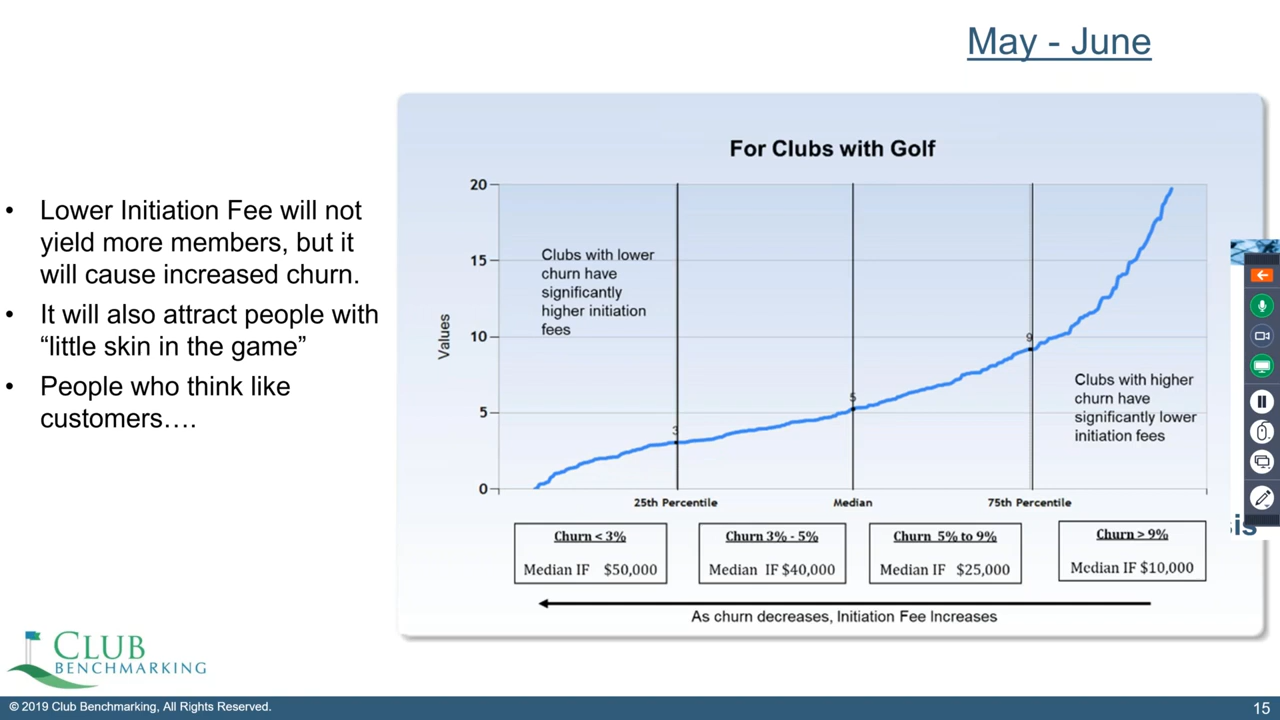 May - June
• Lower Initiation Fee will not
yield more members, but it
will cause increased churn.
• It will also attract people with
“little skin in the game”
• People who think like
customers….
For Clubs with Golf
Values
20
15
10
5
0
Clubs with lower
churn have
significantly
higher initiation
fees
3
5
9
Clubs with higher
churn have
significantly lower
initiation fees
25th Percentile
Median
75th Percentile
Churn < 3%
Median IF $50,000
Churn 3% - 5%
Median IF $40,000
Churn 5% to 9%
Median IF $25,000
Churn > 9%
Median IF $10,000
As churn decreases, Initiation Fee Increases
CLUB
BENCHMARKING
© 2019 Club Benchmarking, All Rights Reserved.
15